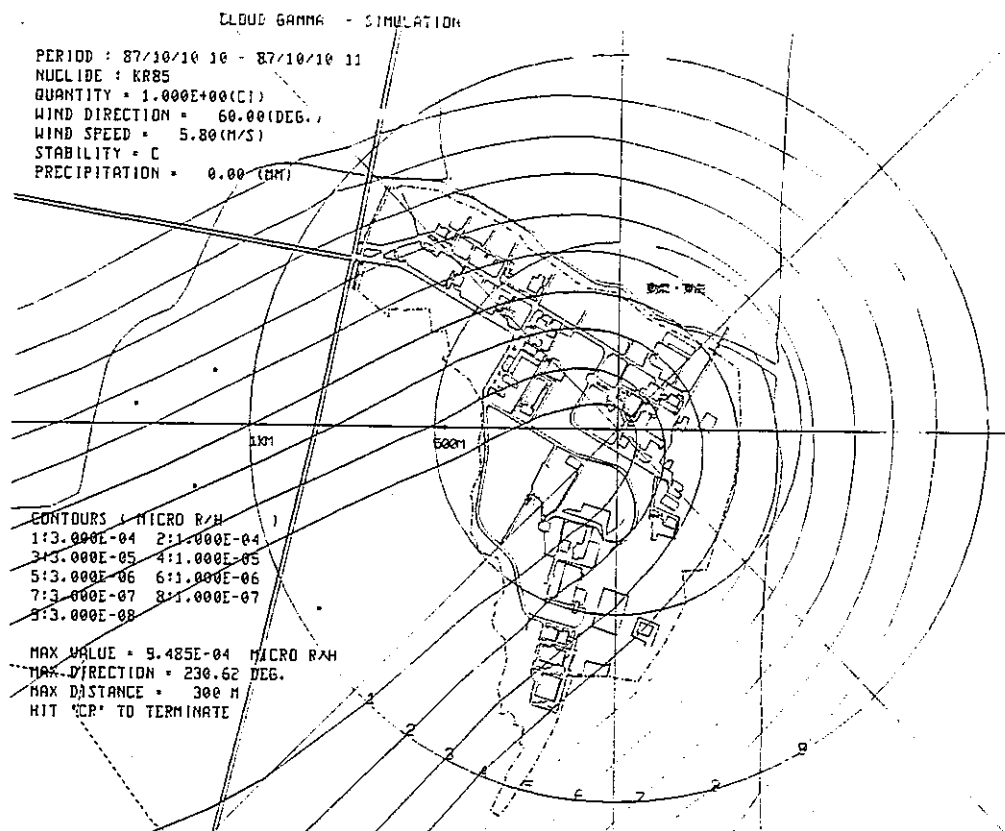 CLOUD GAMMA - SIMULATION
PERIOD : 87/10/10 10 - 87/10/10 11
NUCLIDE : KR85
QUANTITY = 1.000E+00(CI)
WIND DIRECTION = 60.00(DEG.)
WIND SPEED = 5.80(M/S)
STABILITY = C
PRECIPITATION = 0.00 (MM)
1KM
500M
CONTOURS ( MICRO R/H )
1:3.000E-04 2:1.000E-04
3:3.000E-05 4:1.000E-05
5:3.000E-06 6:1.000E-06
7:3.000E-07 8:1.000E-07
9:3.000E-08
MAX VALUE = 9.485E-04 MICRO R/H
MAX DIRECTION = 230.62 DEG.
MAX DISTANCE = 300 M
HIT "CR" TO TERMINATE
1
2
3
4
5
6
7
8
9